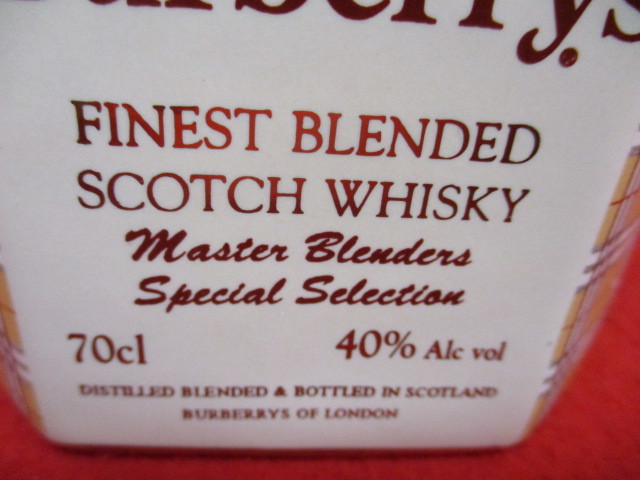 Burberrys
FINEST BLENDED
SCOTCH WHISKY
Master Blenders
Special Selection
70cl 40% Alc vol
DISTILLED BLENDED & BOTTLED IN SCOTLAND
BURBERRYS OF LONDON